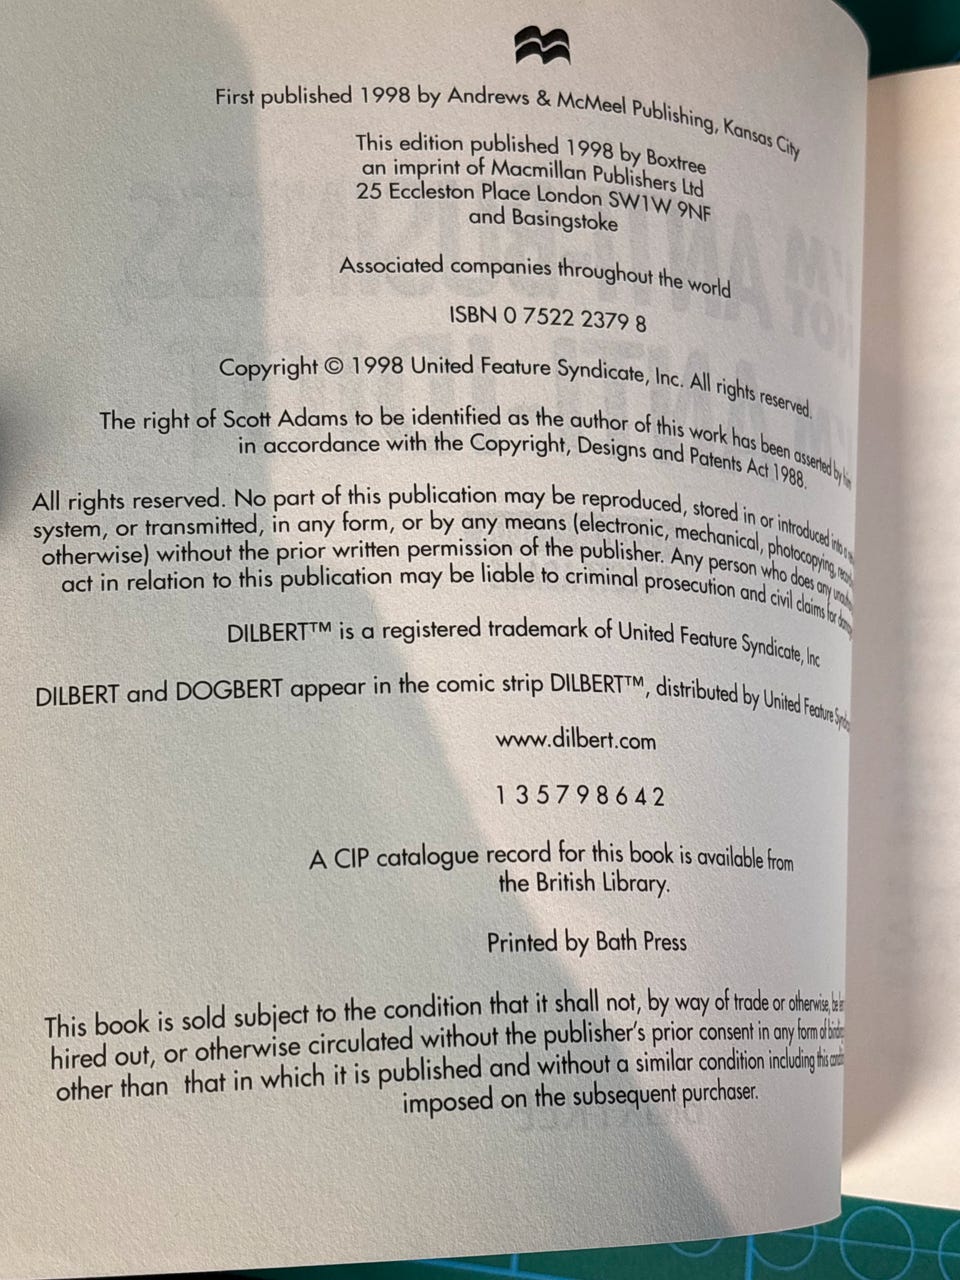 First published 1998 by Andrews & McMeel Publishing, Kansas City
This edition published 1998 by Boxtree
an imprint of Macmillan Publishers Ltd
25 Eccleston Place London SW1W 9NF
and Basingstoke
Associated companies throughout the world
ISBN 0 7522 2379 8
Copyright © 1998 United Feature Syndicate, Inc. All rights reserved.
The right of Scott Adams to be identified as the author of this work has been asserted by him
in accordance with the Copyright, Designs and Patents Act 1988.
All rights reserved. No part of this publication may be reproduced, stored in or introduced into a
system, or transmitted, in any form, or by any means (electronic, mechanical, photocopying,
otherwise) without the prior written permission of the publisher. Any person who does any
act in relation to this publication may be liable to criminal prosecution and civil claims for
DILBERT™ is a registered trademark of United Feature Syndicate, Inc
DILBERT and DOGBERT appear in the comic strip DILBERT™, distributed by United Feature
www.dilbert.com
1 3 5 7 9 8 6 4 2
A CIP catalogue record for this book is available from
the British Library.
Printed by Bath Press
This book is sold subject to the condition that it shall not, by way of trade or otherwise,
hired out, or otherwise circulated without the publisher's prior consent in any form of
other than that in which it is published and without a similar condition including this
imposed on the subsequent purchaser.